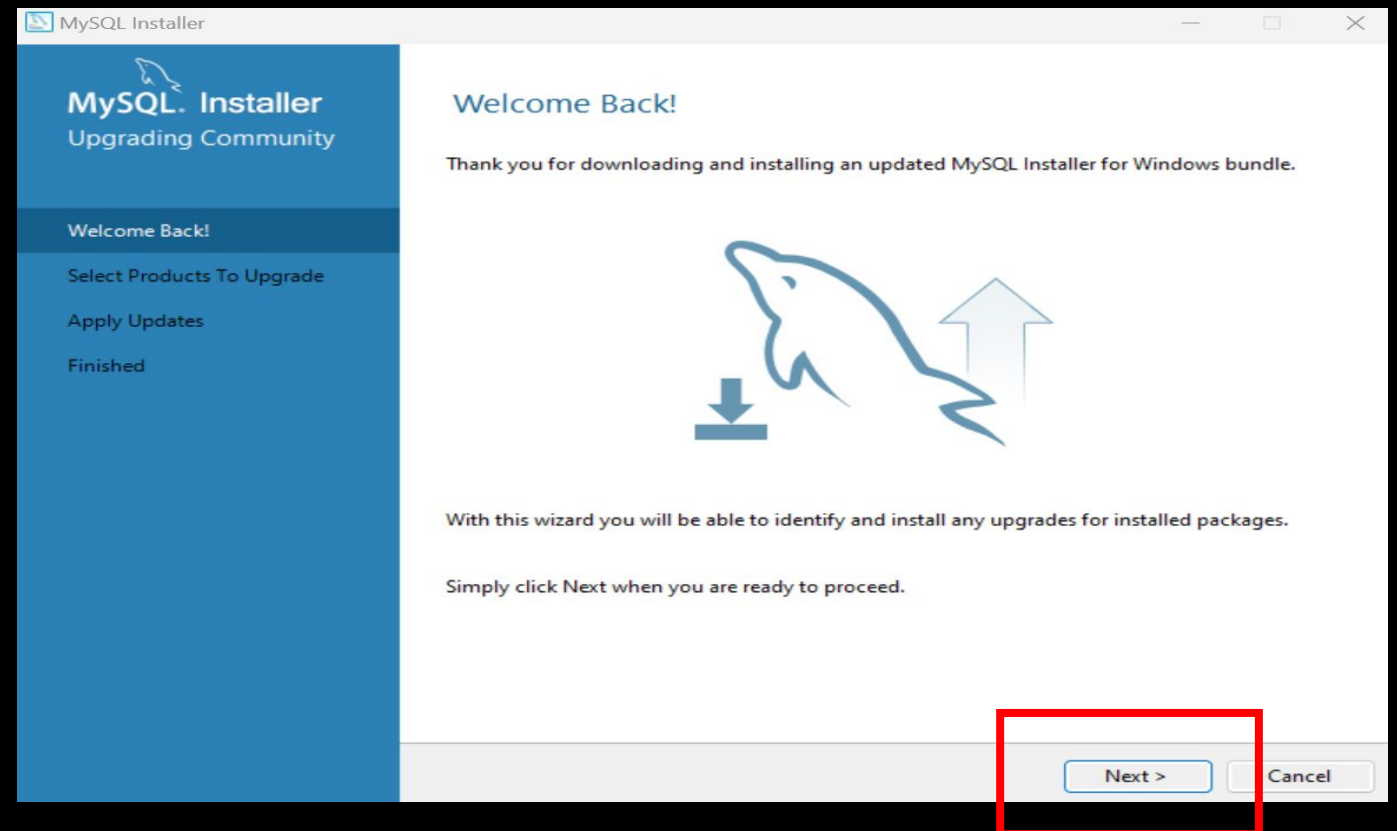 MySQL Installer
MySQL. Installer
Upgrading Community
Welcome Back!
Select Products To Upgrade
Apply Updates
Finished
Welcome Back!
Thank you for downloading and installing an updated MySQL Installer for Windows bundle.
With this wizard you will be able to identify and install any upgrades for installed packages.
Simply click Next when you are ready to proceed.
Next >
Cancel